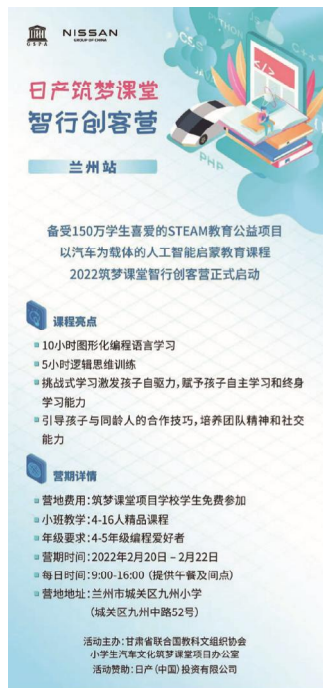 GSPA
NISSAN
GROUP OF CHINA
日产筑梦课堂
智行创客营
兰州站
CSS
PHP
</>
备受150万学生喜爱的STEAM教育公益项目
以汽车为载体的人工智能启蒙教育课程
2022筑梦课堂智行创客营正式启动
课程亮点
10小时图形化编程语言学习
5小时逻辑思维训练
挑战式学习激发孩子自驱力，赋予孩子自主学习和终身
学习能力
引导孩子与同龄人的合作技巧，培养团队精神和社交
能力
营期详情
营地费用：筑梦课堂项目学校学生免费参加
小班教学：4-16人精品课程
年级要求：4-5年级编程爱好者
营期时间：2022年2月20日－2月22日
每日时间：9:00-16:00（提供午餐及间点）
营地地址：兰州市城关区九州小学
（城关区九州中路52号）
活动主办：甘肃省联合国教科文组织协会
小学生汽车文化筑梦课堂项目办公室
活动赞助：日产（中国）投资有限公司